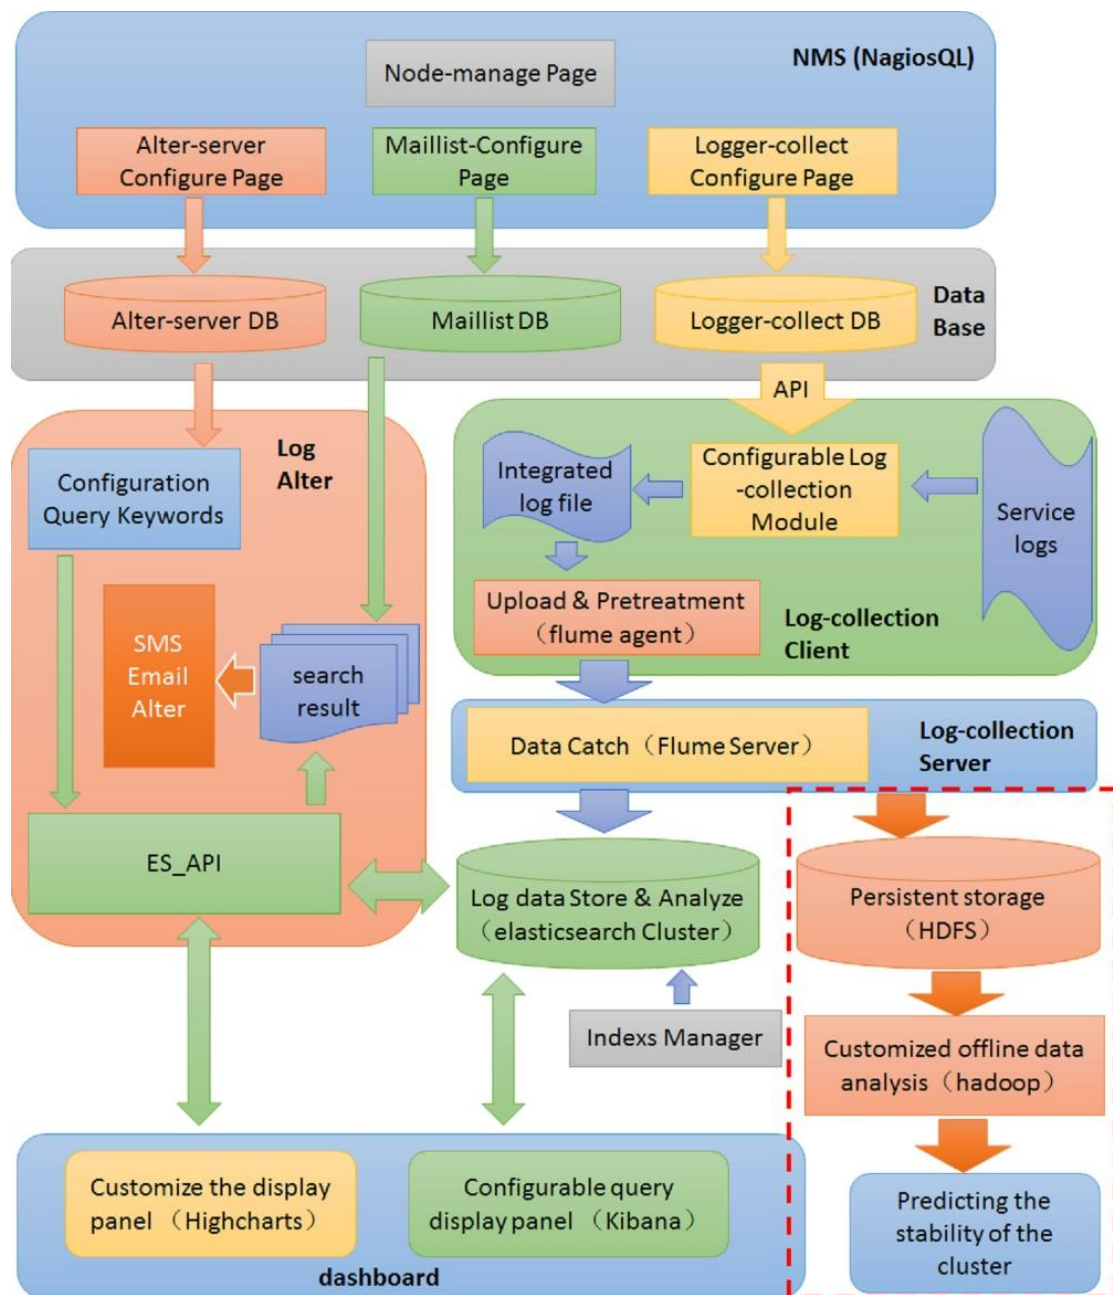 NMS (NagiosQL)
Node-manage Page
Alter-server
Configure Page
Maillist-Configure
Page
Logger-collect
Configure Page
Alter-server DB
Maillist DB
Logger-collect DB
Data
Base
API
Log
Alter
Configuration
Query Keywords
Integrated
log file
Configurable Log
-collection
Module
Service
logs
Upload & Pretreatment
（flume agent）
Log-collection
Client
SMS
Email
Alter
search
result
Data Catch（Flume Server）
Log-collection
Server
ES_API
Log data Store & Analyze
（elasticsearch Cluster）
Persistent storage
（HDFS）
Indexs Manager
Customized offline data
analysis（hadoop）
Customize the display
panel （Highcharts）
Configurable query
display panel （Kibana）
dashboard
Predicting the
stability of the
cluster